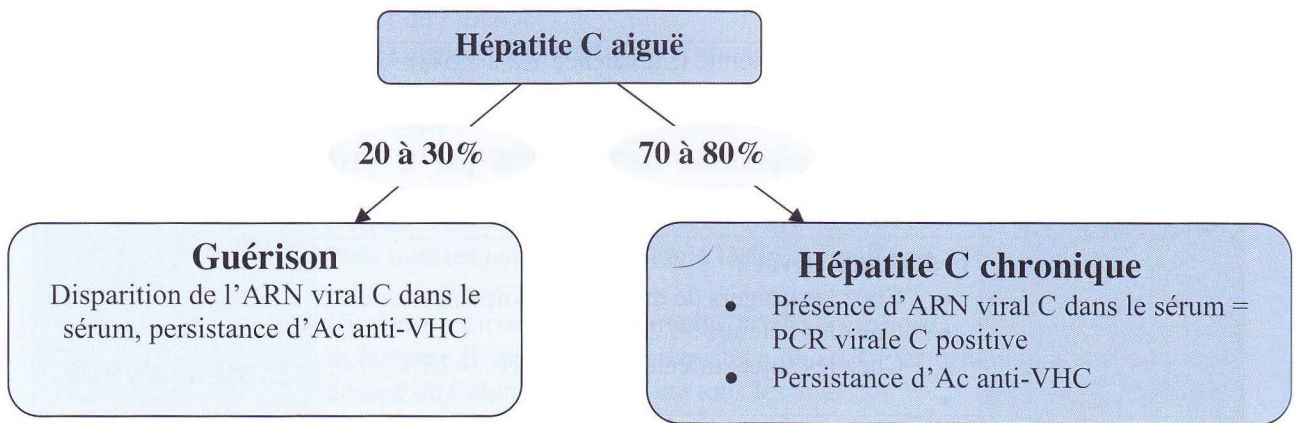 Hépatite C aiguë
20 à 30%
70 à 80%
Guérison
Disparition de l'ARN viral C dans le
sérum, persistance d'Ac anti-VHC
Hépatite C chronique
• Présence d'ARN viral C dans le sérum =
PCR virale C positive
• Persistance d'Ac anti-VHC